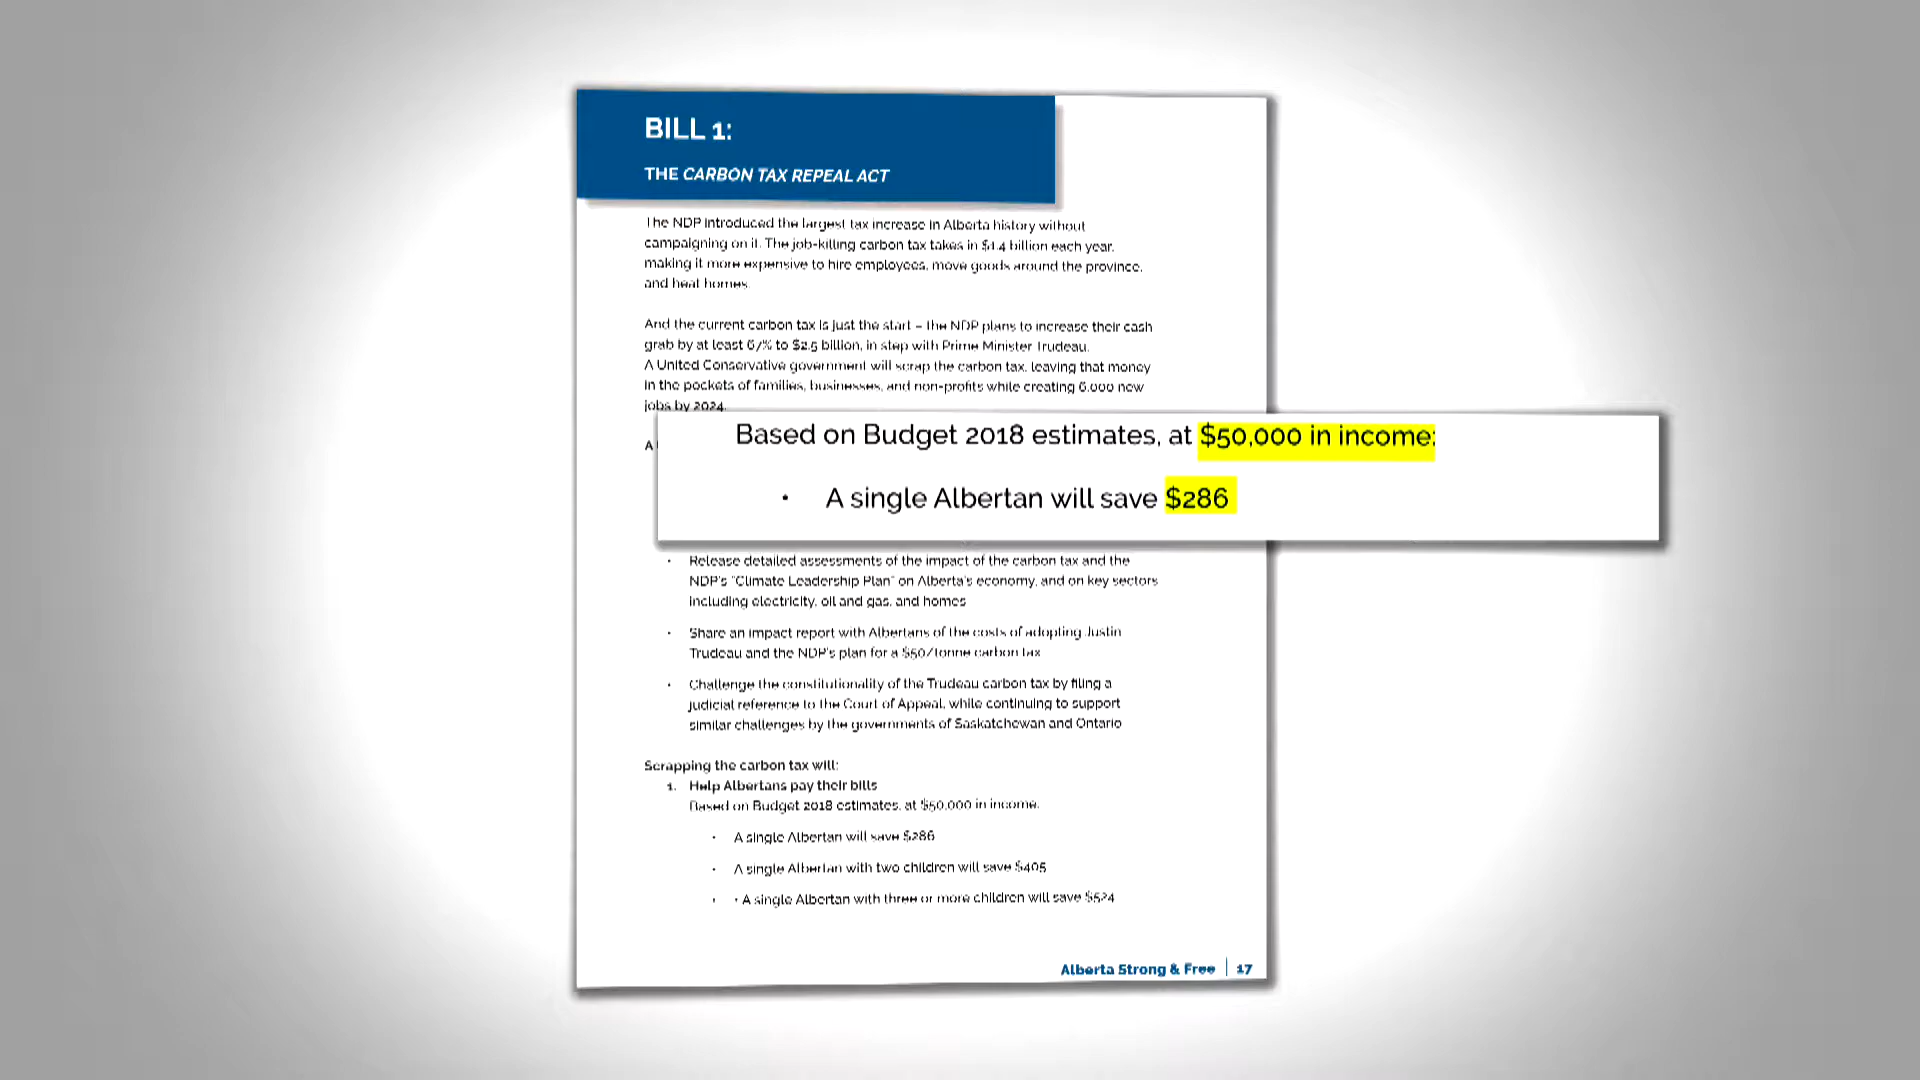 BILL 1:
THE CARBON TAX REPEAL ACT
The NDP introduced the largest tax increase in Alberta history without
campaigning on it. The job-killing carbon tax takes in $1.4 billion each year,
making it more expensive to hire employees, move goods around the province,
and heat homes.
And the current carbon tax is just the start – the NDP plans to increase their cash
grab by at least 67% to $2.5 billion, in step with Prime Minister Trudeau.
A United Conservative government will scrap the carbon tax, leaving that money
in the pockets of families, businesses, and non-profits while creating 6,000 new
jobs by 2024.
A
Based on Budget 2018 estimates, at $50,000 in income:
• A single Albertan will save $286
• Release detailed assessments of the impact of the carbon tax and the
NDP's "Climate Leadership Plan" on Alberta's economy, and on key sectors
including electricity, oil and gas, and homes
• Share an impact report with Albertans of the costs of adopting Justin
Trudeau and the NDP's plan for a $50/tonne carbon tax
• Challenge the constitutionality of the Trudeau carbon tax by filing a
judicial reference to the Court of Appeal, while continuing to support
similar challenges by the governments of Saskatchewan and Ontario
Scrapping the carbon tax will:
1. Help Albertans pay their bills
Based on Budget 2018 estimates, at $50,000 in income:
• A single Albertan will save $286
• A single Albertan with two children will save $405
• • A single Albertan with three or more children will save $524
Alberta Strong & Free | 17